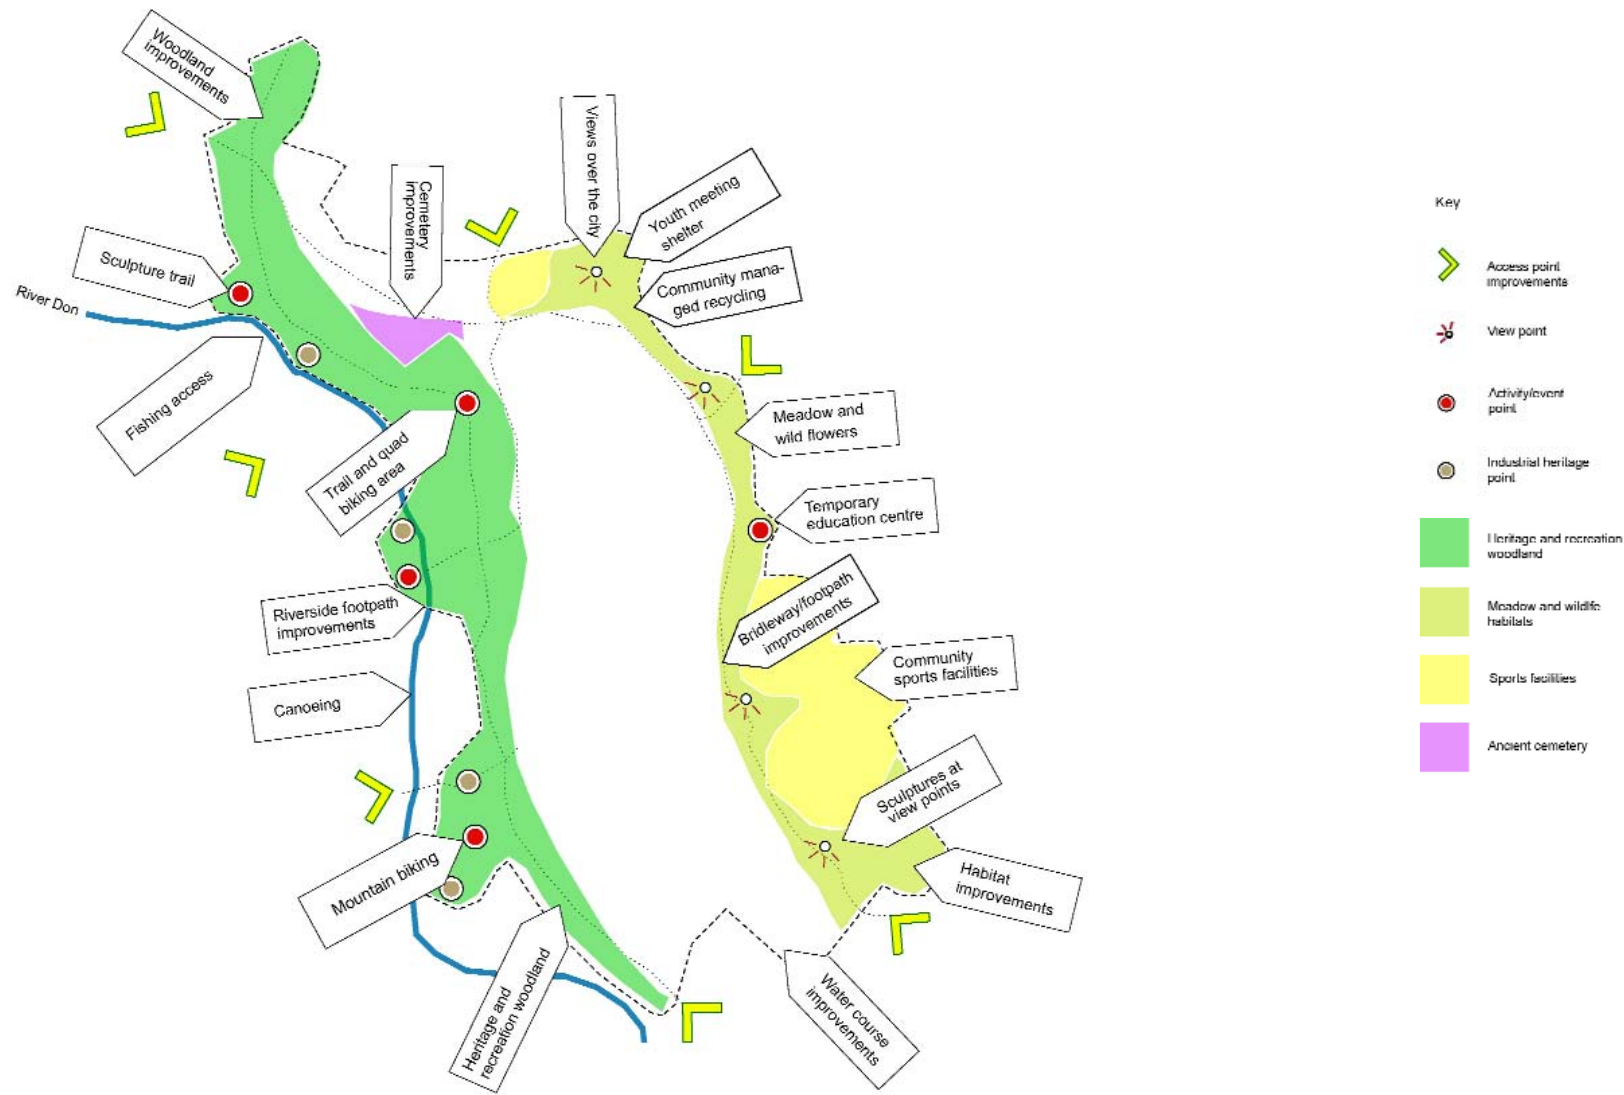 Woodland
improvements
Views over the city
Cemetery
improvements
Youth meeting
shelter
Sculpture trail
Community mana-
ged recycling
River Don
Fishing access
Meadow and
wild flowers
Trail and quad
biking area
Temporary
education centre
Riverside footpath
improvements
Bridleway/footpath
improvements
Community
sports facilities
Canoeing
Sculptures at
view points
Mountain biking
Habitat
improvements
Heritage and
recreation woodland
Water course
improvements
Key
Access point
improvements
View point
Activity/event
point
Industrial heritage
point
Heritage and recreation
woodland
Meadow and wildlife
habitats
Sports facilities
Ancient cemetery